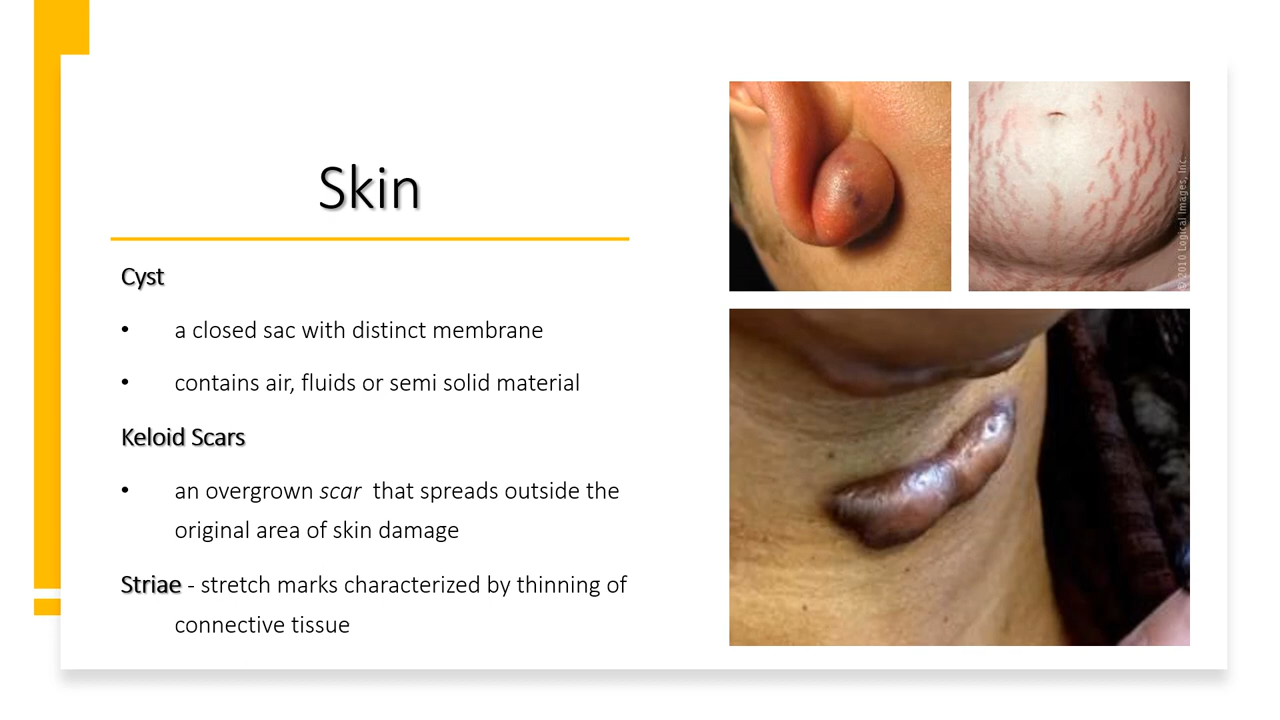 Skin
Cyst
• a closed sac with distinct membrane
• contains air, fluids or semi solid material
Keloid Scars
• an overgrown scar that spreads outside the
original area of skin damage
Striae - stretch marks characterized by thinning of
connective tissue
© 2010 Logical Images, Inc.